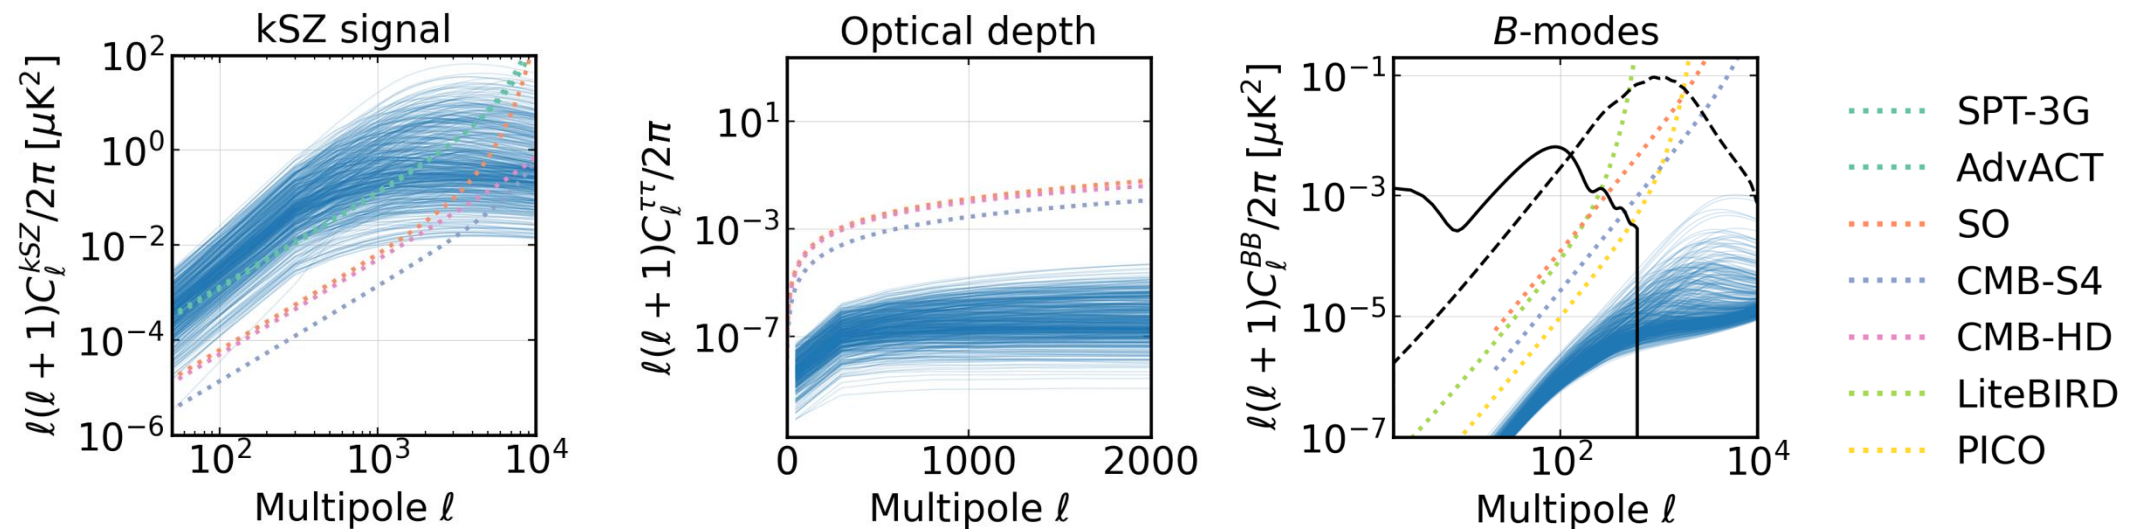 kSZ signal
ℓ(ℓ + 1)C_ℓ^{kSZ}/2π [μK²]
10²
10⁰
10⁻²
10⁻⁴
10⁻⁶
10² 10³ 10⁴
Multipole ℓ
Optical depth
ℓ(ℓ + 1)C_ℓ^{ττ}/2π
10¹
10⁻³
10⁻⁷
0 1000 2000
Multipole ℓ
B-modes
ℓ(ℓ + 1)C_ℓ^{BB}/2π [μK²]
10⁻¹
10⁻³
10⁻⁵
10⁻⁷
10² 10⁴
Multipole ℓ
SPT-3G
AdvACT
SO
CMB-S4
CMB-HD
LiteBIRD
PICO